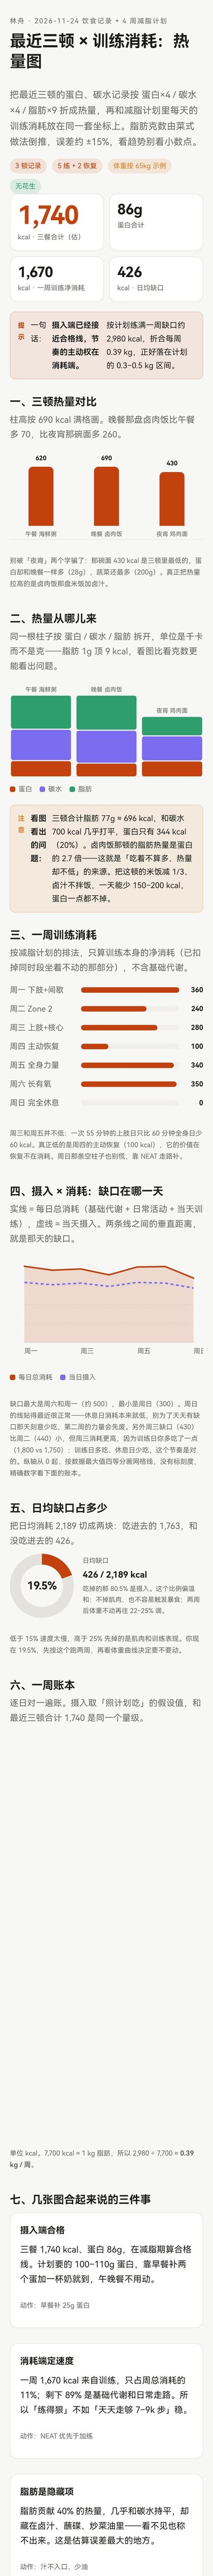 林舟 · 2026-11-24 饮食记录 + 4 周减脂计划
最近三顿 × 训练消耗：热
量图
把最近三顿的蛋白、碳水记录按 蛋白×4 / 碳水
×4 / 脂肪×9 折成热量，再和减脂计划里每天的
训练消耗放在同一套坐标上。脂肪克数由菜式
做法倒推，误差约 ±15%，看趋势别看小数点。
3 顿记录
5 练 + 2 恢复
体重按 65kg 示例
无花生
1,740
kcal · 三餐合计（估）
86g
蛋白合计
1,670
kcal · 一周训练净消耗
426
kcal · 日均缺口
提示
一句话：
摄入端已经接近合格线，节奏的主动权在消耗端。
按计划练满一周缺口约 2,980 kcal，折合每周 0.39 kg，正好落在计划的 0.3–0.5 kg 区间。
一、三顿热量对比
柱高按 690 kcal 满格画。晚餐那盘卤肉饭比午餐
多 70，比夜宵那碗面多 260。
620
690
430
午餐 海鲜粥
晚餐 卤肉饭
夜宵 鸡肉面
别被「夜宵」两个字骗了：那碗面 430 kcal 是三顿里最低的，蛋
白却和晚餐一样多（28g），蔬菜还最多（200g）。真正把热量
拉高的是卤肉饭那盘米饭加卤汁。
二、热量从哪儿来
同一根柱子按 蛋白 / 碳水 / 脂肪 拆开，单位是千卡
而不是克——脂肪 1g 顶 9 kcal，看图比看克数更
能看出问题。
午餐 海鲜粥
晚餐 卤肉饭
夜宵 鸡肉面
蛋白
碳水
脂肪
注意
看图看出的问题：
三顿合计脂肪 77g ≈ 696 kcal，和碳水 700 kcal 几乎打平，蛋白只有 344 kcal（20%）。卤肉饭那顿的脂肪热量是蛋白的 2.7 倍——这就是「吃着不算多、热量却不低」的来源。把这顿的米饭减 1/3、卤汁不拌饭，一天能少 150–200 kcal，蛋白一点都不掉。
三、一周训练消耗
按减脂计划的排法，只算训练本身的净消耗（已扣
掉同时段坐着不动的那部分），不含基础代谢。
周一 下肢+间歇 360
周二 Zone 2 240
周三 上肢+核心 280
周四 主动恢复 100
周五 全身力量 340
周六 长有氧 350
周日 完全休息 0
周三和周五并不低：一次 55 分钟的上肢日只比 60 分钟全身日少
60 kcal。真正低的是周四的主动恢复（100 kcal），它的价值在
恢复不在消耗。周日那条空柱子也别慌，靠 NEAT 走路补。
四、摄入 × 消耗：缺口在哪一天
实线 = 每日总消耗（基础代谢 + 日常活动 + 当天训
练），虚线 = 当天摄入。两条线之间的垂直距离，
就是那天的缺口。
周一
周三
周五
每日总消耗
当日摄入
缺口最大是周六和周一（约 500），最小是周日（300）。周日
的线贴得最近很正常——休息日消耗本来就低，别为了天天有缺
口那天刻意少吃，第二周的力量会先废。另外周三缺口（430）
比周二（440）小，但周三消耗更高，因为训练日你多吃了一点
（1,800 vs 1,750）：训练日多吃、休息日少吃，这个节奏是对
的。纵轴从 0 起，按数据最大值四等分画网格线，没有标刻度，
精确数字看下面的账本。
五、日均缺口占多少
把日均消耗 2,189 切成两块：吃进去的 1,763，和
没吃进去的 426。
19.5%
日均缺口
426 / 2,189 kcal
吃掉的那 80.5% 是摄入。这个比例偏温
和：不掉肌肉，也不容易触发暴食；两周
后体重不动再往 22–25% 调。
低于 15% 速度太慢，高于 25% 先掉的是肌肉和训练表现。你现
在 19.5%，先按这个跑两周，再看体重曲线决定要不要动。
六、一周账本
逐日对一遍账。摄入取「照计划吃」的假设值，和
最近三顿合计 1,740 是同一个量级。
单位 kcal。7,700 kcal ≈ 1 kg 脂肪，所以 2,980 ÷ 7,700 ≈ 0.39
kg / 周。
七、几张图合起来说的三件事
摄入端合格
三餐 1,740 kcal、蛋白 86g，在减脂期算合格
线。计划要的 100–110g 蛋白，靠早餐补两
个蛋加一杯奶就到，午晚餐不用动。
动作：早餐补 25g 蛋白
消耗端定速度
一周 1,670 kcal 来自训练，只占周总消耗的
11%；剩下 89% 是基础代谢和日常走路。所
以「练得狠」不如「天天走够 7–9k 步」稳。
动作：NEAT 优先于加练
脂肪是隐藏项
脂肪贡献 40% 的热量，几乎和碳水持平，却
藏在卤汁、蘸碟、炒菜油里——看不见也称
不出来。这是估算误差最大的地方。
动作：汁不入口、少油